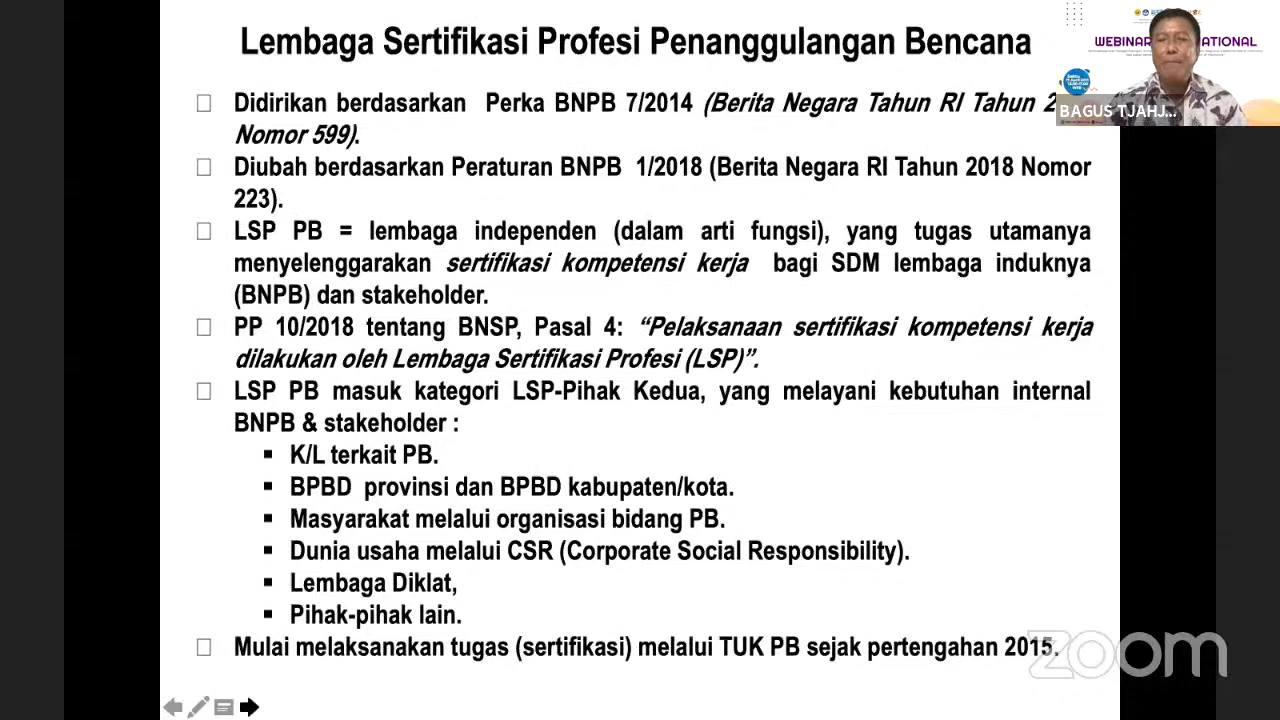 Lembaga Sertifikasi Profesi Penanggulangan Bencana
WEBINAR
BAGUS TJAHJ...
Didirikan berdasarkan Perka BNPB 7/2014 (Berita Negara Tahun RI Tahun
Nomor 599).
Diubah berdasarkan Peraturan BNPB 1/2018 (Berita Negara RI Tahun 2018 Nomor
223).
LSP PB = lembaga independen (dalam arti fungsi), yang tugas utamanya
menyelenggarakan sertifikasi kompetensi kerja bagi SDM lembaga induknya
(BNPB) dan stakeholder.
PP 10/2018 tentang BNSP, Pasal 4: “Pelaksanaan sertifikasi kompetensi kerja
dilakukan oleh Lembaga Sertifikasi Profesi (LSP)”.
LSP PB masuk kategori LSP-Pihak Kedua, yang melayani kebutuhan internal
BNPB & stakeholder :
▪ K/L terkait PB.
▪ BPBD provinsi dan BPBD kabupaten/kota.
▪ Masyarakat melalui organisasi bidang PB.
▪ Dunia usaha melalui CSR (Corporate Social Responsibility).
▪ Lembaga Diklat,
▪ Pihak-pihak lain.
Mulai melaksanakan tugas (sertifikasi) melalui TUK PB sejak pertengahan 2015.
zoom